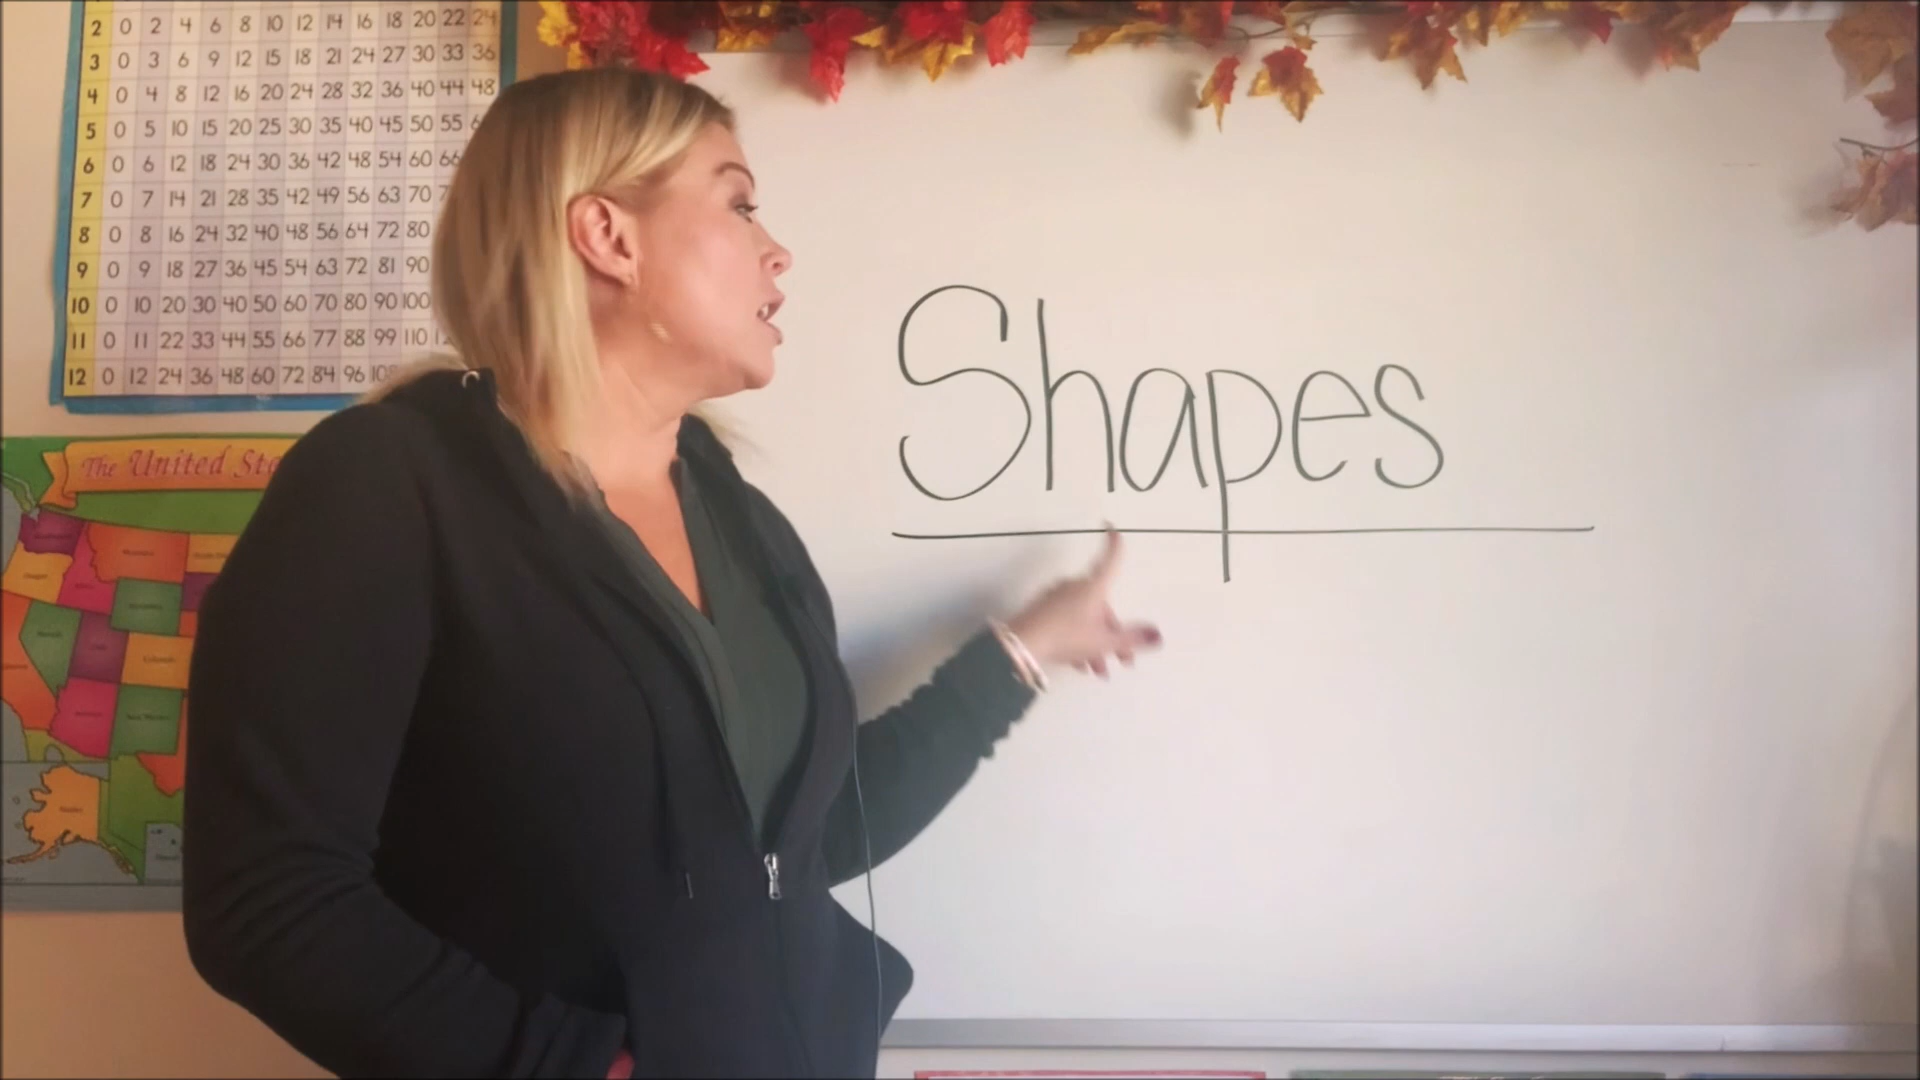 2 0 2 4 6 8 10 12 14 16 18 20 22 24
3 0 3 6 9 12 15 18 21 24 27 30 33 36
4 0 4 8 12 16 20 24 28 32 36 40 44 48
5 0 5 10 15 20 25 30 35 40 45 50 55
6 0 6 12 18 24 30 36 42 48 54 60 66
7 0 7 14 21 28 35 42 49 56 63 70
8 0 8 16 24 32 40 48 56 64 72 80
9 0 9 18 27 36 45 54 63 72 81 90
10 0 10 20 30 40 50 60 70 80 90 100
11 0 11 22 33 44 55 66 77 88 99 110
12 0 12 24 36 48 60 72 84 96 108
The United Sta
Shapes